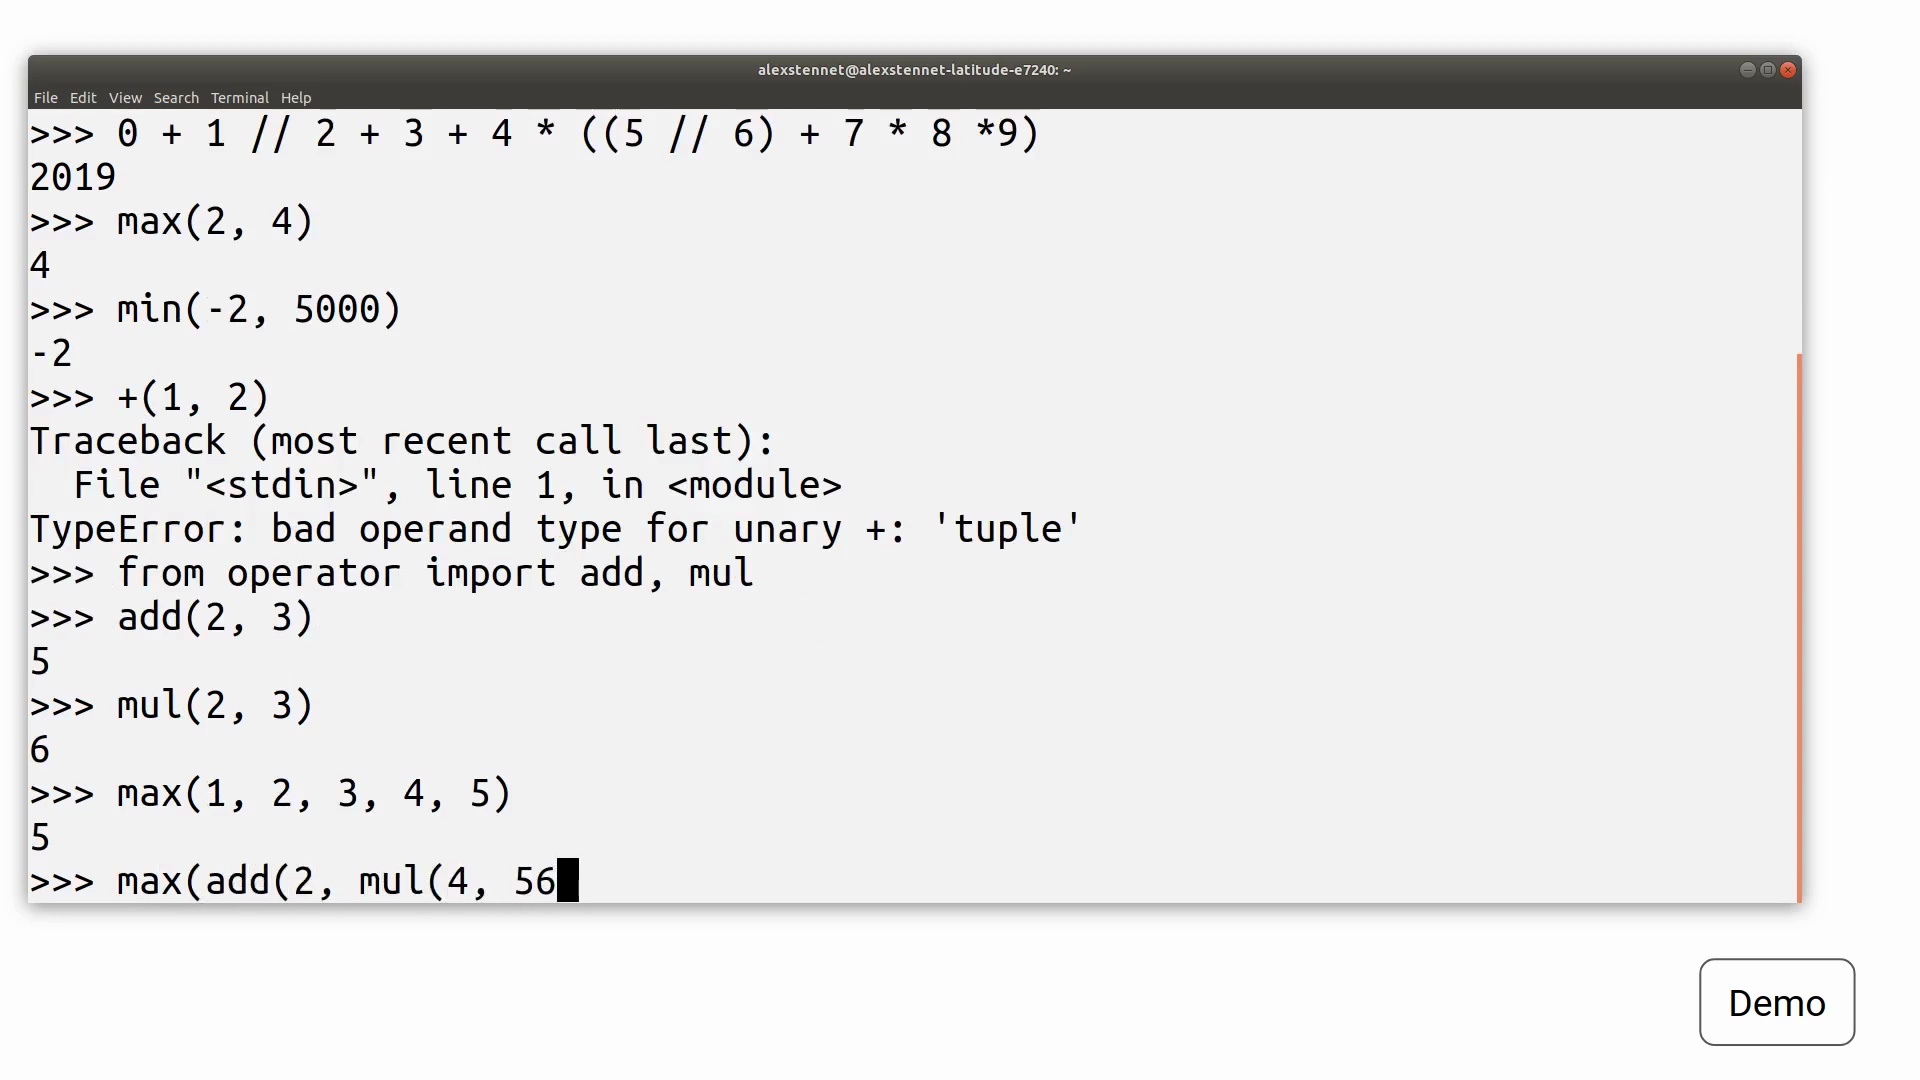 alexstennet@alexstennet-latitude-e7240: ~
File Edit View Search Terminal Help
>>> 0 + 1 // 2 + 3 + 4 * ((5 // 6) + 7 * 8 *9)
2019
>>> max(2, 4)
4
>>> min(-2, 5000)
-2
>>> +(1, 2)
Traceback (most recent call last):
  File "<stdin>", line 1, in <module>
TypeError: bad operand type for unary +: 'tuple'
>>> from operator import add, mul
>>> add(2, 3)
5
>>> mul(2, 3)
6
>>> max(1, 2, 3, 4, 5)
5
>>> max(add(2, mul(4, 56
Demo